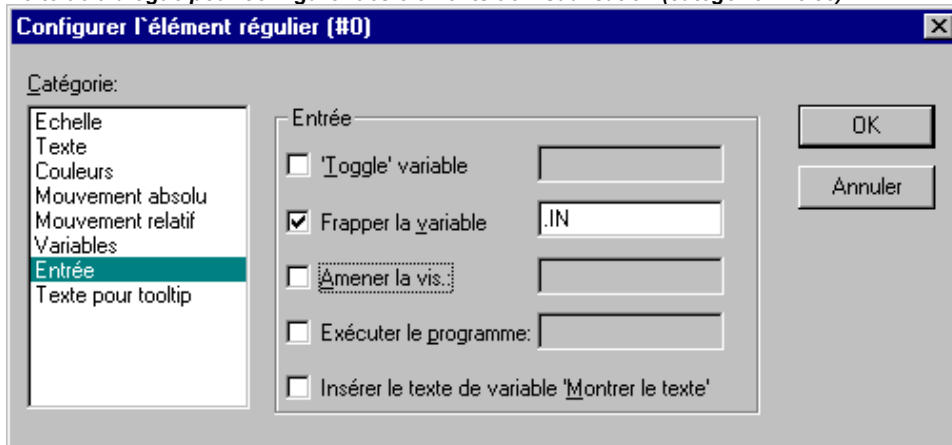 Configurer l`élément régulier (#0)
Catégorie:
Echelle
Texte
Couleurs
Mouvement absolu
Mouvement relatif
Variables
Entrée
Texte pour tooltip
Entrée
'Toggle' variable
Frapper la variable
.IN
Amener la vis.:
Exécuter le programme:
Insérer le texte de variable 'Montrer le texte'
OK
Annuler